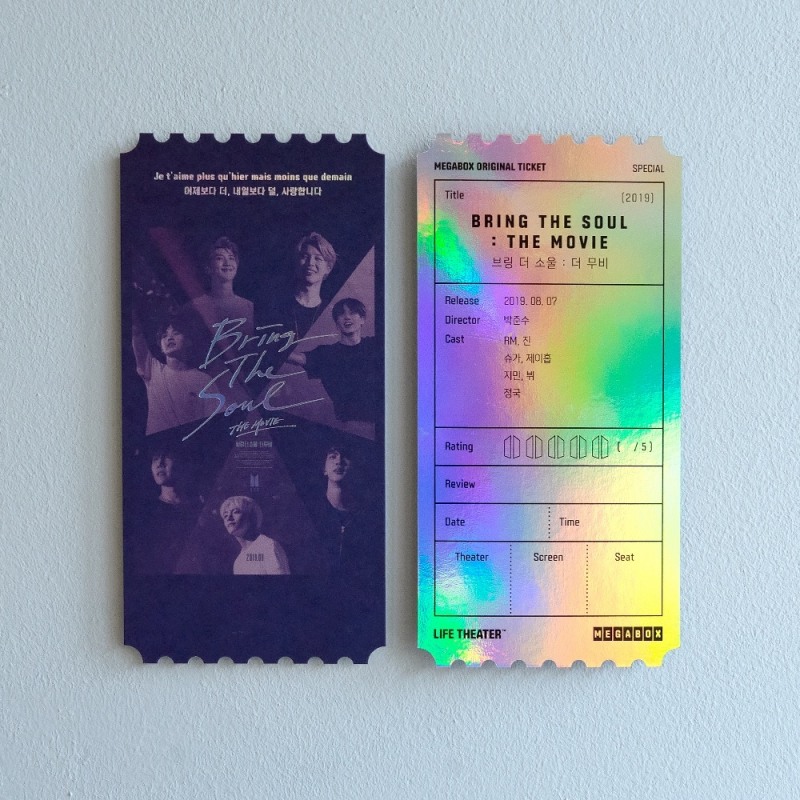 Je t'aime plus qu'hier mais moins que demain
어제보다 더, 내일보다 덜, 사랑합니다
Bring
The
Soul
THE MOVIE
MEGABOX ORIGINAL TICKET
SPECIAL
Title
(2019)
BRING THE SOUL
: THE MOVIE
브링 더 소울 : 더 무비
Release 2019. 08. 07
Director 박준수
Cast RM, 진
슈가, 제이홉
지민, 뷔
정국
Rating ( / 5)
Review
Date Time
Theater Screen Seat
LIFE THEATER™
MEGABOX